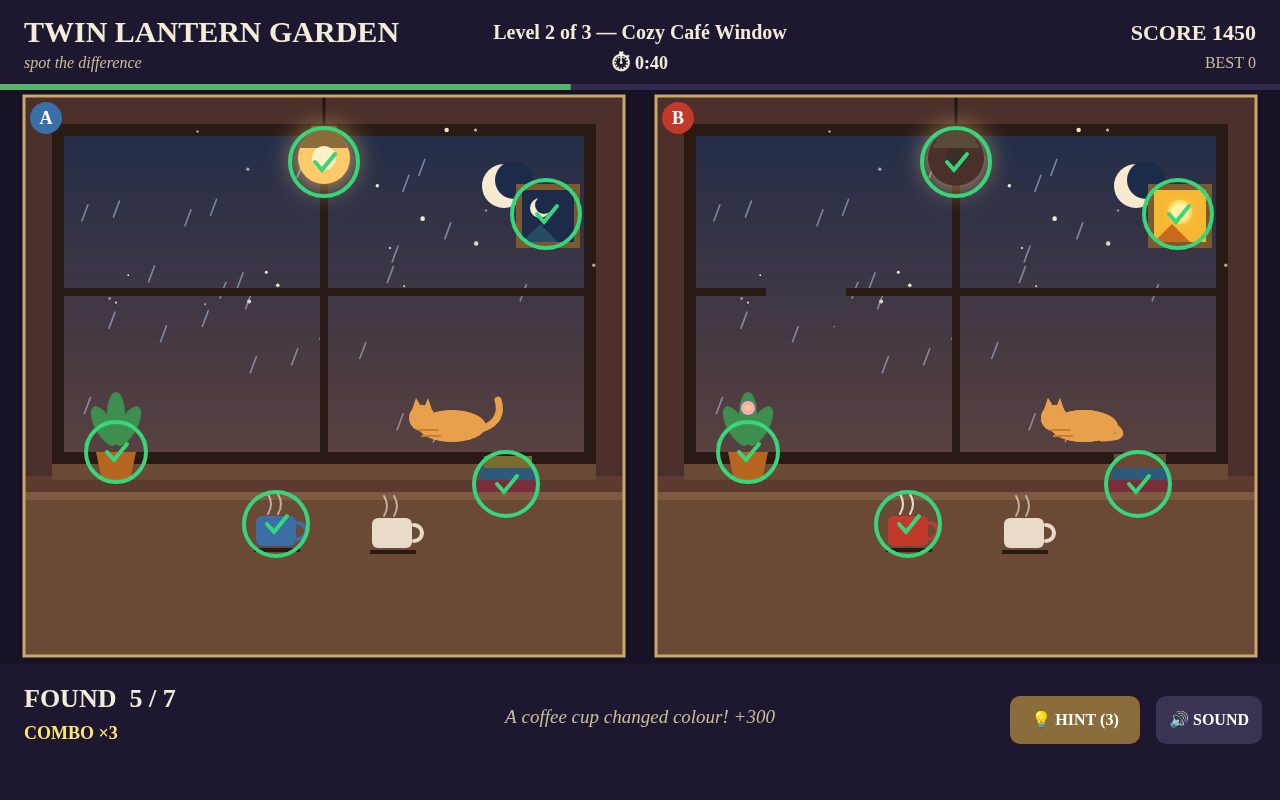 TWIN LANTERN GARDEN
spot the difference
Level 2 of 3 — Cozy Café Window
⏱ 0:40
SCORE 1450
BEST 0
A
B
FOUND 5 / 7
COMBO ×3
A coffee cup changed colour! +300
💡 HINT (3)
🔊 SOUND